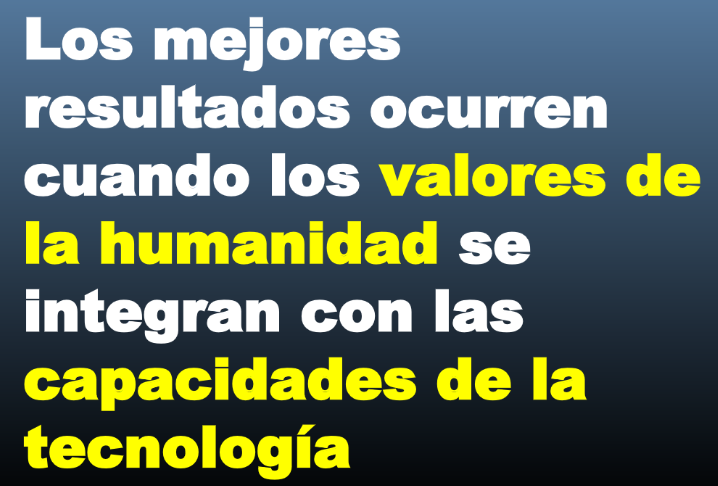 Los mejores
resultados ocurren
cuando los valores de
la humanidad se
integran con las
capacidades de la
tecnología